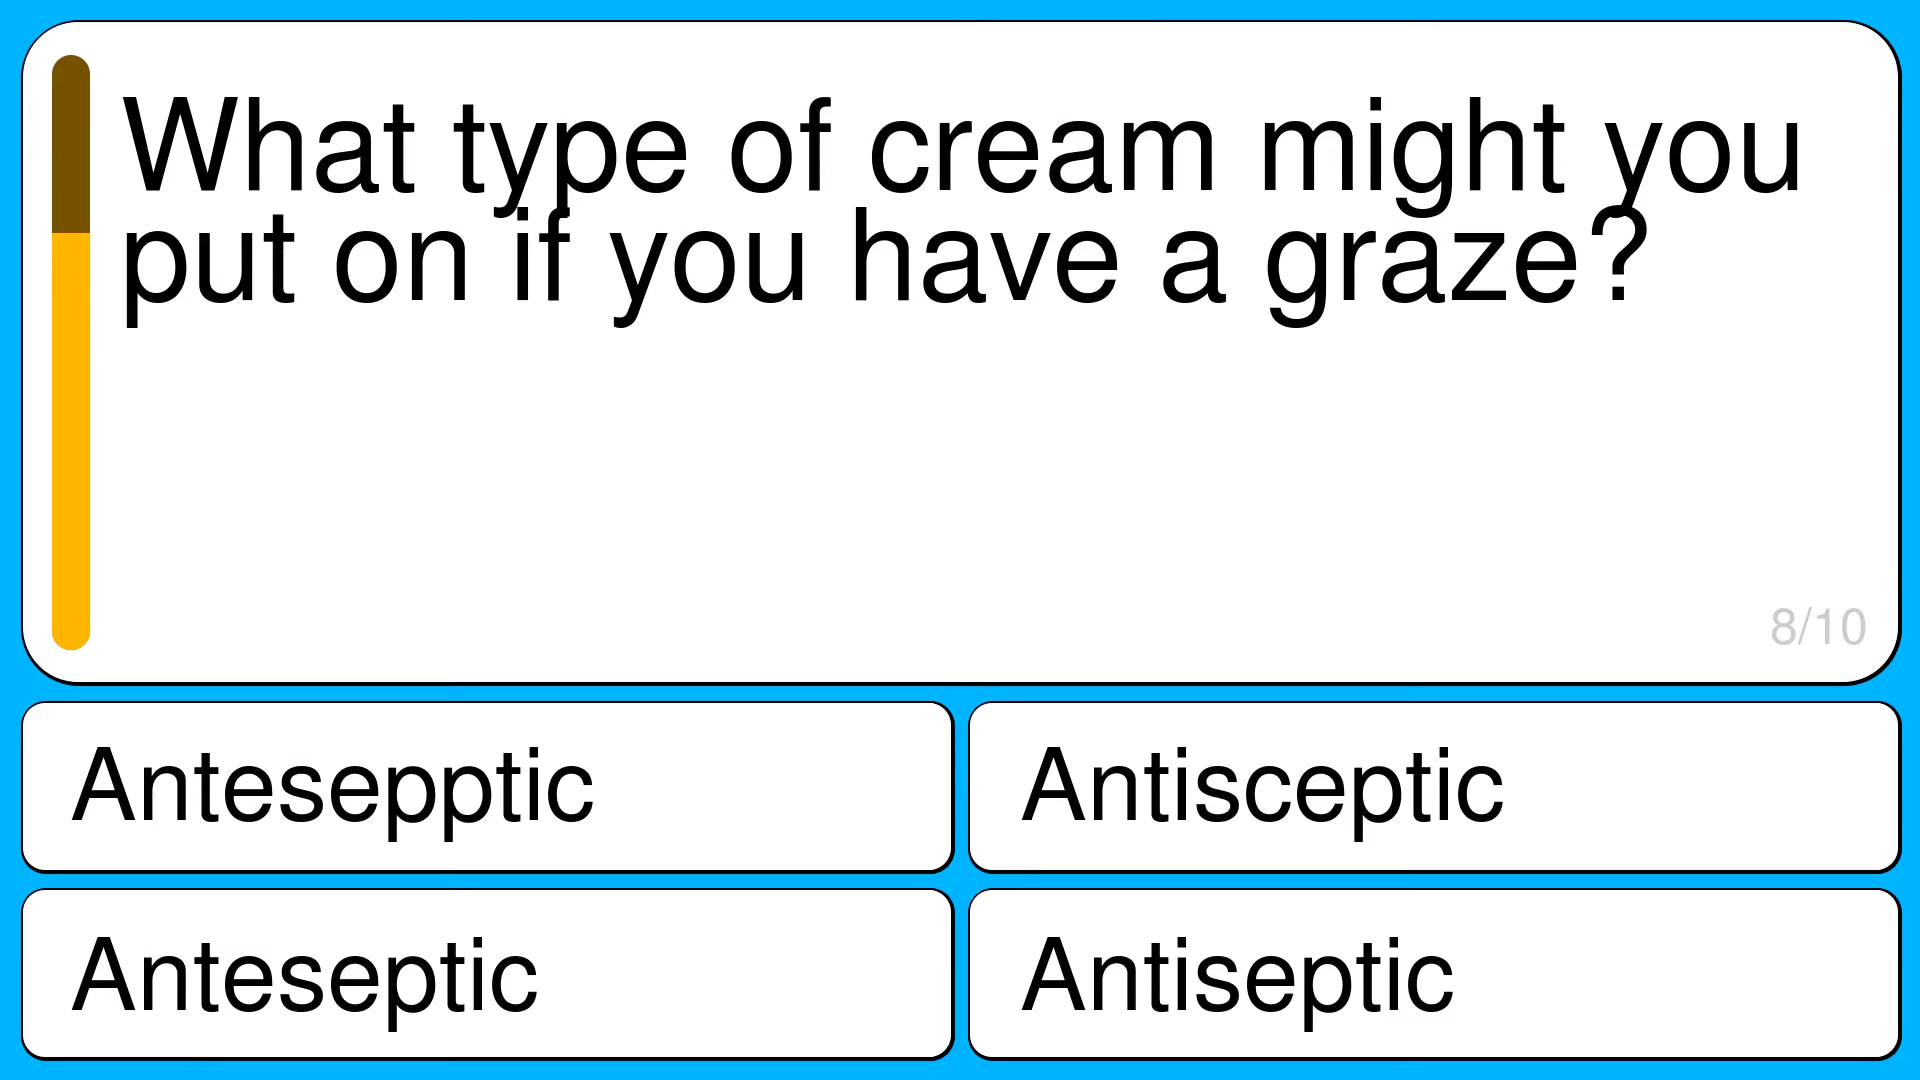 What type of cream might you
put on if you have a graze?
8/10
Antesepptic
Antisceptic
Anteseptic
Antiseptic